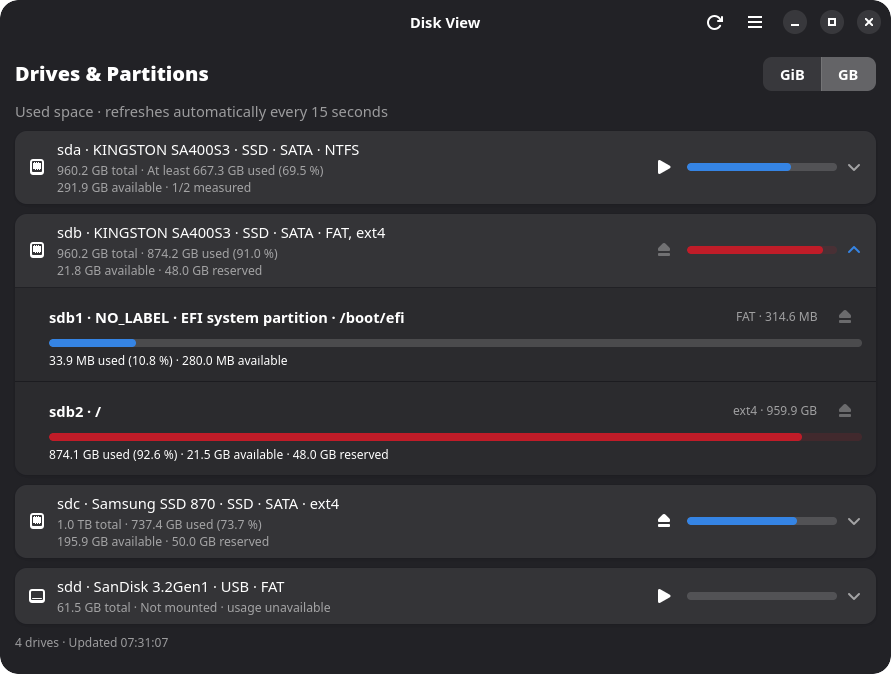 Disk View
Drives & Partitions
GiB
GB
Used space · refreshes automatically every 15 seconds
sda · KINGSTON SA400S3 · SSD · SATA · NTFS
960.2 GB total · At least 667.3 GB used (69.5 %)
291.9 GB available · 1/2 measured
sdb · KINGSTON SA400S3 · SSD · SATA · FAT, ext4
960.2 GB total · 874.2 GB used (91.0 %)
21.8 GB available · 48.0 GB reserved
sdb1 · NO_LABEL · EFI system partition · /boot/efi
FAT · 314.6 MB
33.9 MB used (10.8 %) · 280.0 MB available
sdb2 · /
ext4 · 959.9 GB
874.1 GB used (92.6 %) · 21.5 GB available · 48.0 GB reserved
sdc · Samsung SSD 870 · SSD · SATA · ext4
1.0 TB total · 737.4 GB used (73.7 %)
195.9 GB available · 50.0 GB reserved
sdd · SanDisk 3.2Gen1 · USB · FAT
61.5 GB total · Not mounted · usage unavailable
4 drives · Updated 07:31:07